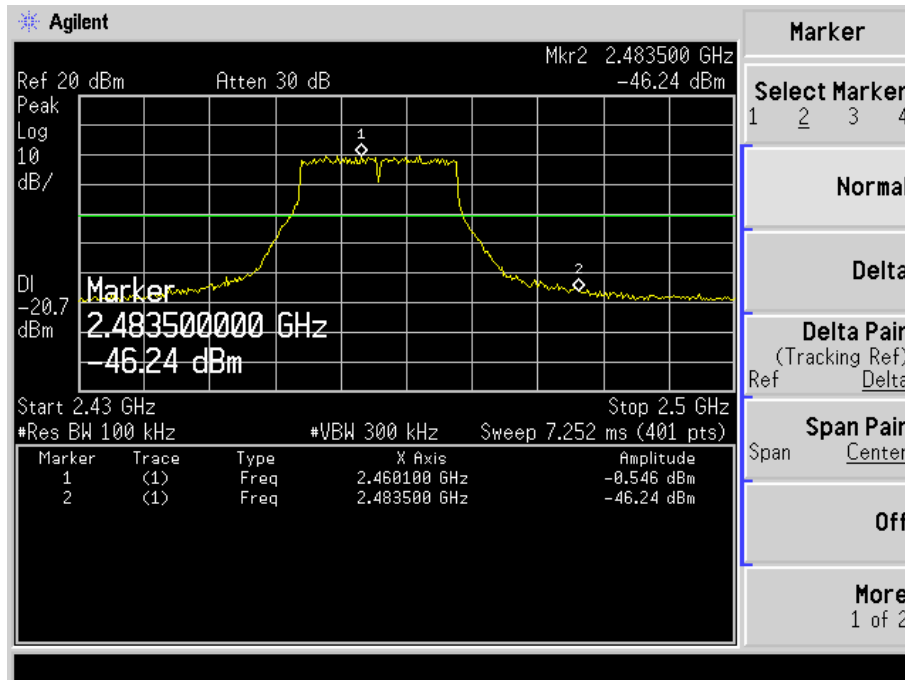 Agilent
Marker
Mkr2 2.483500 GHz
Ref 20 dBm Atten 30 dB -46.24 dBm
Peak
Log
10
dB/
1
2
DI
-20.7
dBm
Marker
2.483500000 GHz
-46.24 dBm
Start 2.43 GHz Stop 2.5 GHz
#Res BW 100 kHz #VBW 300 kHz Sweep 7.252 ms (401 pts)
Marker Trace Type X Axis Amplitude
1 (1) Freq 2.460100 GHz -0.546 dBm
2 (1) Freq 2.483500 GHz -46.24 dBm
Select Marker
1 2 3 4
Normal
Delta
Delta Pair
(Tracking Ref)
Ref Delta
Span Pair
Span Center
Off
More
1 of 2